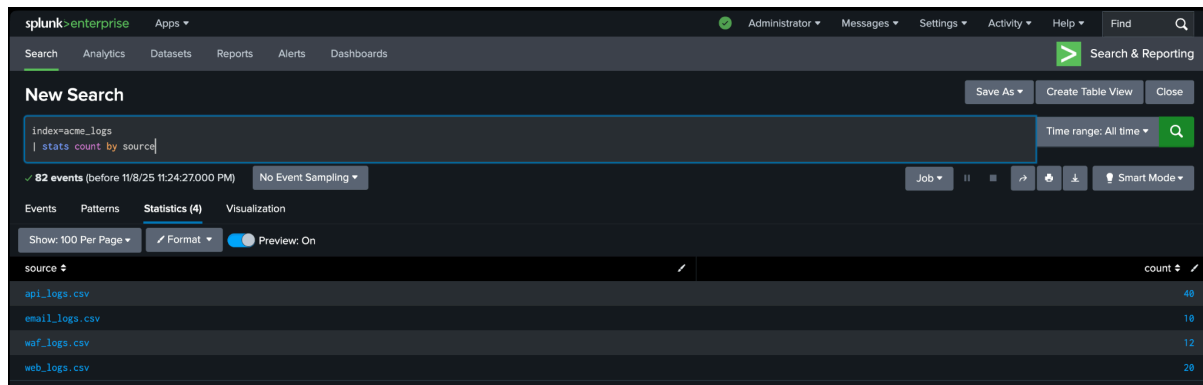 splunk>enterprise Apps Administrator Messages Settings Activity Help Find
Search Analytics Datasets Reports Alerts Dashboards Search & Reporting
New Search Save As Create Table View Close
index=acme_logs Time range: All time
| stats count by source
82 events (before 11/8/25 11:24:27.000 PM) No Event Sampling Job Smart Mode
Events Patterns Statistics (4) Visualization
Show: 100 Per Page Format Preview: On
source count
api_logs.csv 40
email_logs.csv 10
waf_logs.csv 12
web_logs.csv 20